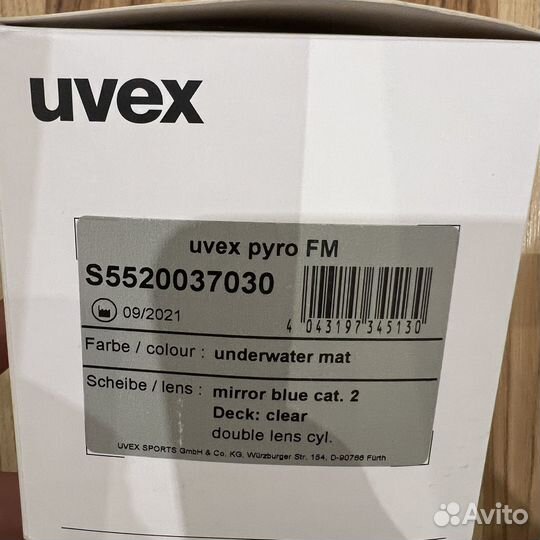 uvex
uvex pyro FM
S5520037030
09/2021
4 043197 345130
Farbe / colour : underwater mat
Scheibe / lens : mirror blue cat. 2
Deck: clear
double lens cyl.
UVEX SPORTS GmbH & Co. KG, Würzburger Str. 154, D-90766 Fürth
Avito